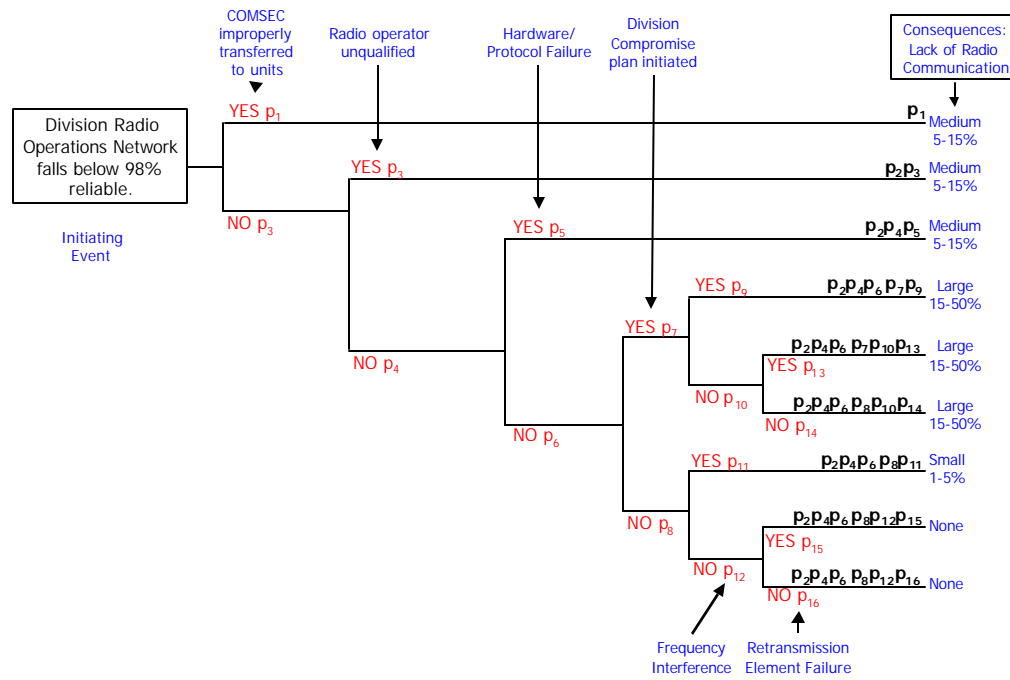 COMSEC
improperly
transferred
to units
Radio operator
unqualified
Hardware/
Protocol Failure
Division
Compromise
plan initiated
Consequences:
Lack of Radio
Communication
Division Radio
Operations Network
falls below 98%
reliable.
Initiating
Event
YES p1
p1
Medium
5-15%
YES p3
p2p3
Medium
5-15%
NO p3
YES p5
p2p4p5
Medium
5-15%
YES p9
p2p4p6 p7p9
Large
15-50%
YES p7
NO p4
p2p4p6 p7p10p13
Large
15-50%
YES p13
NO p10
p2p4p6 p8p10p14
Large
15-50%
NO p14
NO p6
YES p11
p2p4p6 p8p11
Small
1-5%
NO p8
p2p4p6 p8p12p15
None
YES p15
NO p12
p2p4p6 p8p12p16
None
NO p16
Frequency
Interference
Retransmission
Element Failure